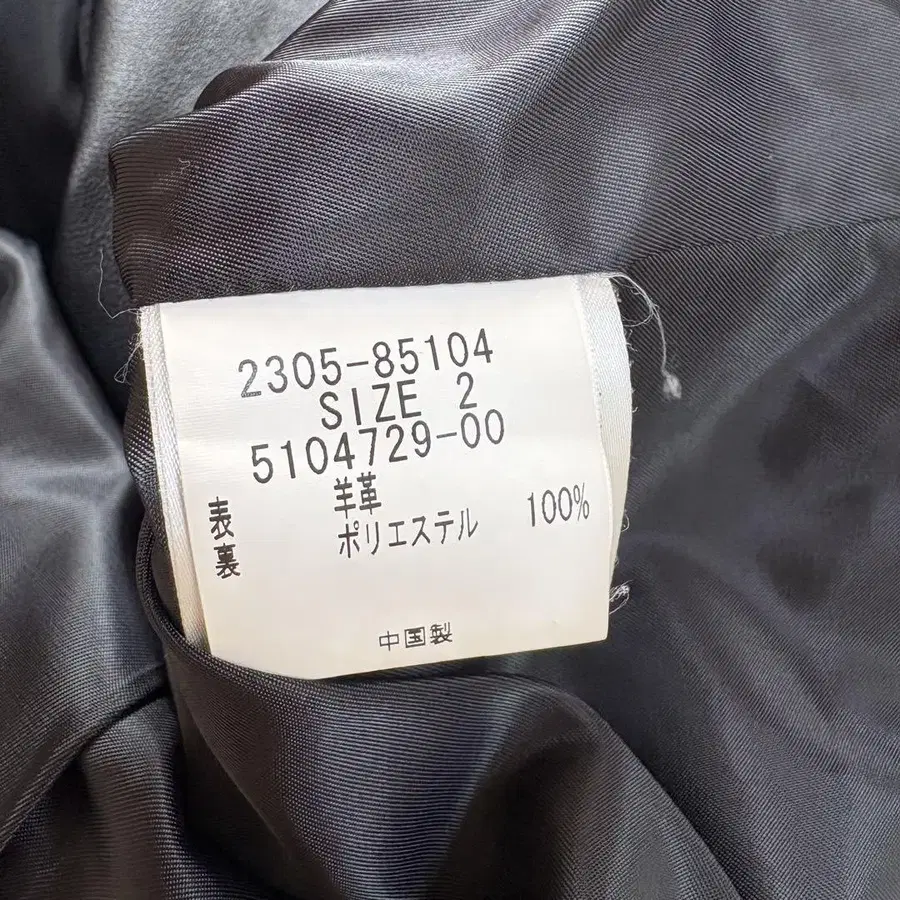 2305-85104
SIZE 2
5104729-00
表 羊革
裏 ポリエステル 100%
中国製